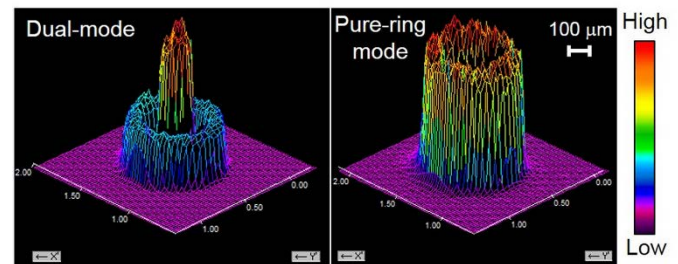 Dual-mode
2.00
1.50
1.00
0.00
0.50
1.00
← X
← Y
Pure-ring
mode
100 μm
2.00
1.50
1.00
0.00
0.50
1.00
← X
← Y
High
Low